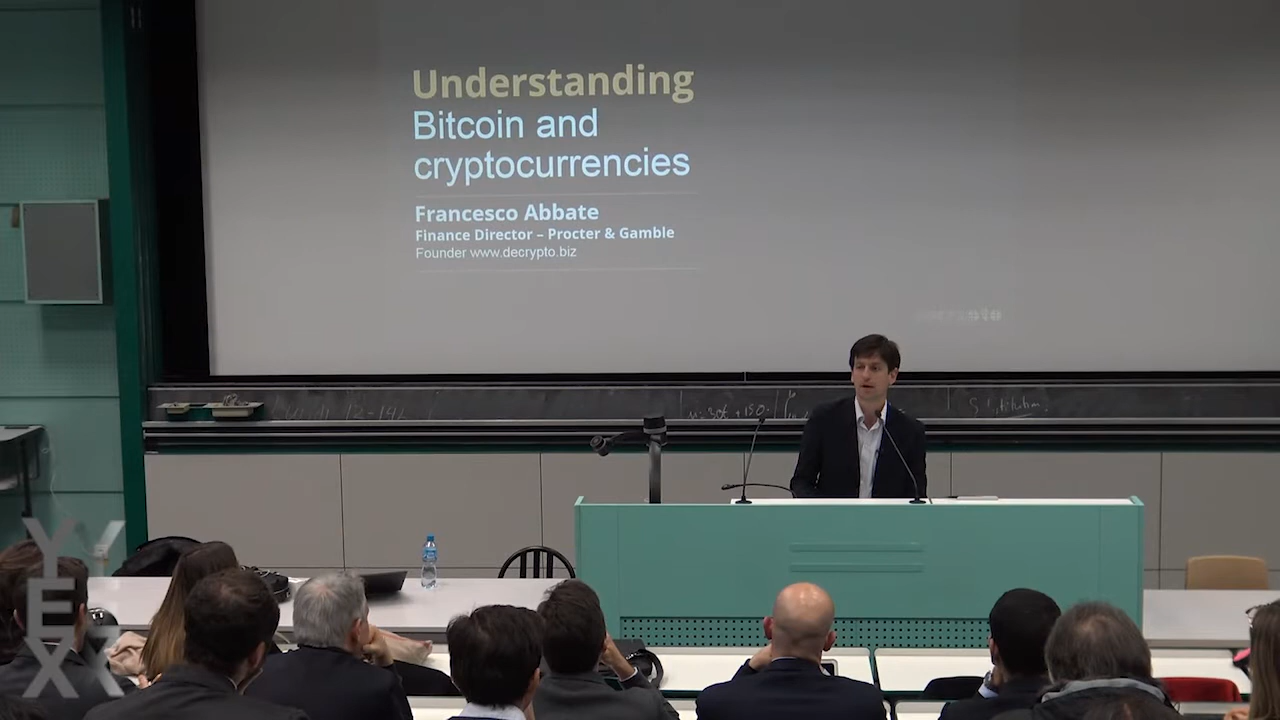 Understanding
Bitcoin and
cryptocurrencies
Francesco Abbate
Finance Director – Procter & Gamble
Founder www.decrypto.biz